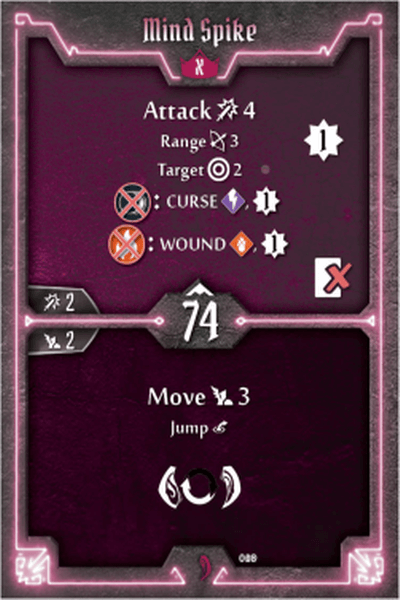 Mind Spike
א
Attack 4
Range 3
Target 2
1
: CURSE , 1
: WOUND , 1
2
74
2
Move 3
Jump
088